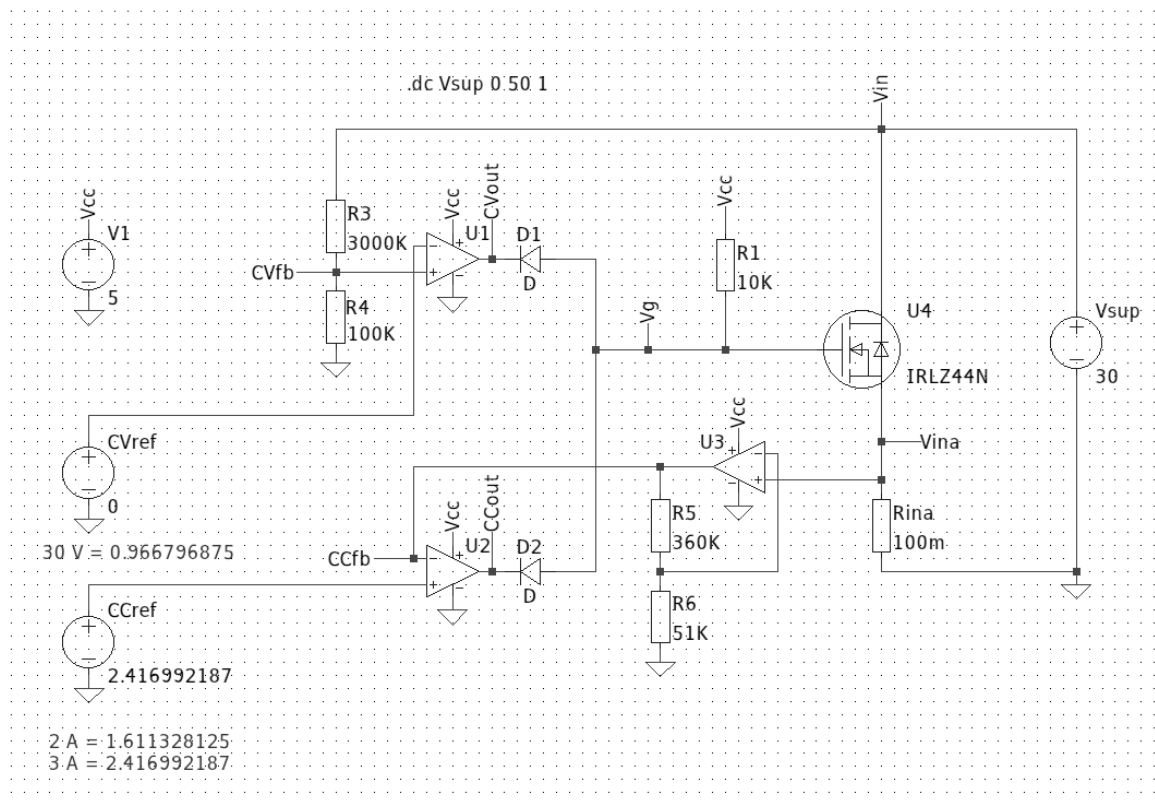 .dc Vsup 0 50 1
Vin
Vcc
V1
5
R3
3000K
CVfb
R4
100K
Vcc
CVout
U1
+
−
−
+
D1
D
Vcc
R1
10K
Vg
U4
IRLZ44N
Vsup
+
−
30
CVref
+
−
0
30 V = 0.966796875
Vcc
U3
+
−
−
+
Vina
Rina
100m
R5
360K
R6
51K
Vcc
CCout
U2
+
−
−
+
D2
D
CCfb
CCref
+
−
2.416992187
2 A = 1.611328125
3 A = 2.416992187